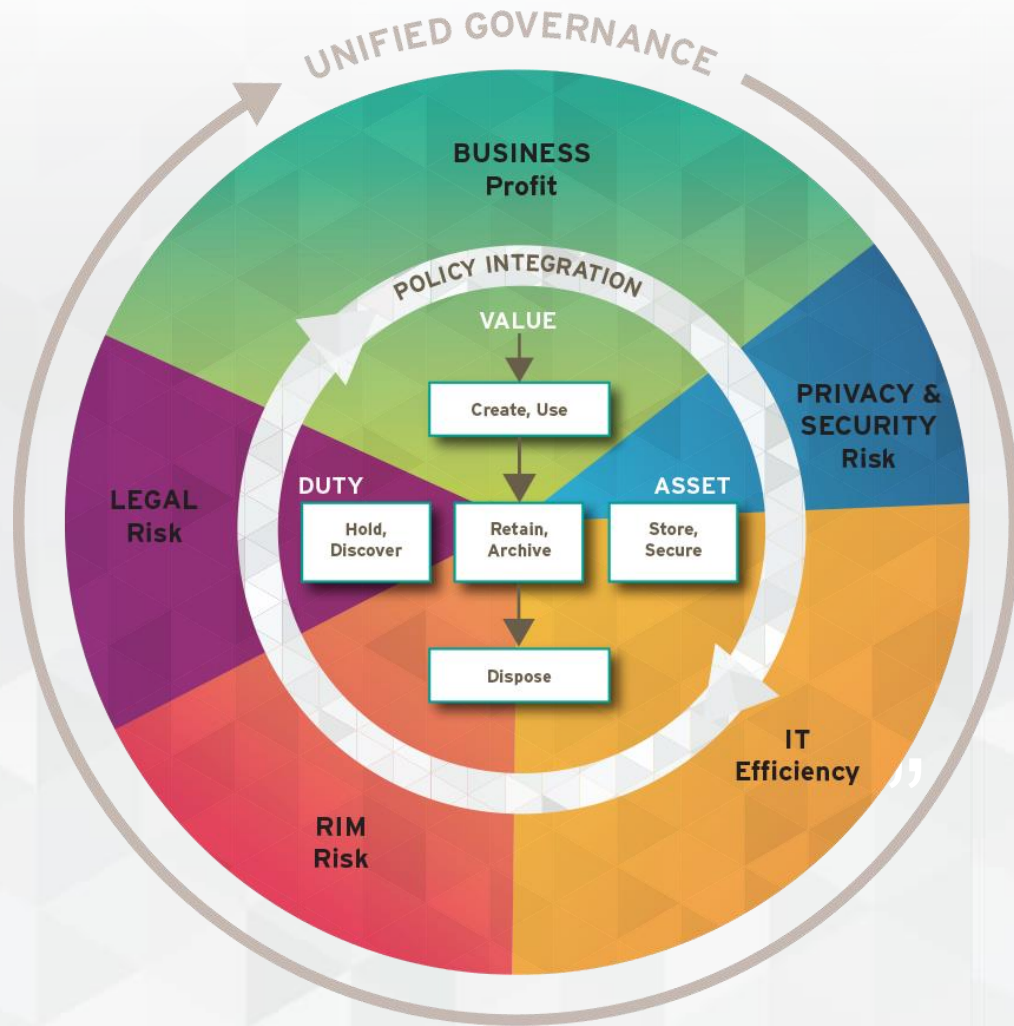 UNIFIED GOVERNANCE
BUSINESS
Profit
POLICY INTEGRATION
VALUE
Create, Use
PRIVACY &
SECURITY
Risk
LEGAL
Risk
DUTY
ASSET
Hold,
Discover
Retain,
Archive
Store,
Secure
Dispose
IT
Efficiency
”
RIM
Risk